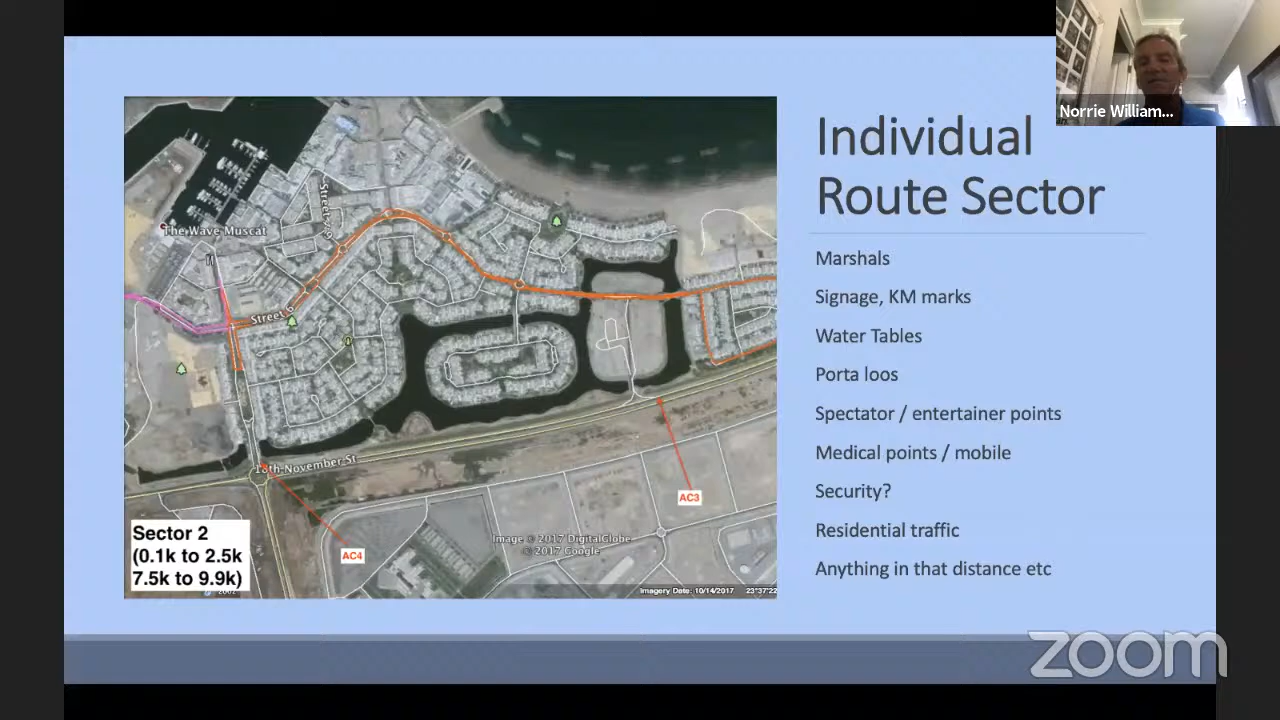 Norrie William...
Individual
Route Sector
Marshals
Signage, KM marks
Water Tables
Porta loos
Spectator / entertainer points
Medical points / mobile
Security?
Residential traffic
Anything in that distance etc
The Wave Muscat
Street 6
18th November St
AC3
AC4
Sector 2
(0.1k to 2.5k
7.5k to 9.9k)
Image © 2017 DigitalGlobe
© 2017 Google
Imagery Date: 10/14/2017 23°37'22
zoom